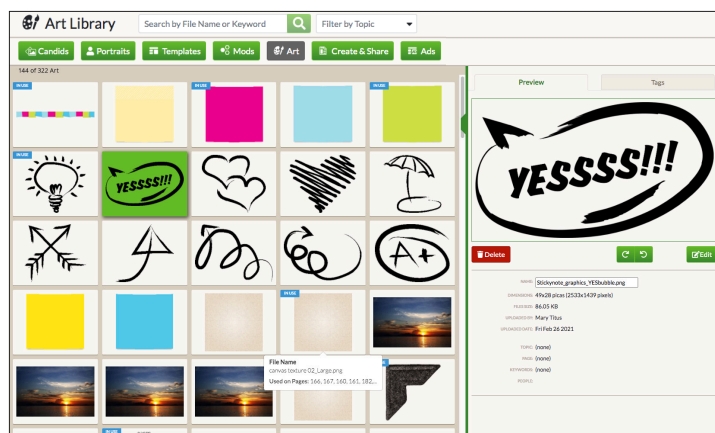 Art Library
Search by File Name or Keyword
Filter by Topic
Candids
Portraits
Templates
Mods
Art
Create & Share
Ads
144 of 322 Art
Preview
Tags
IN USE
IN USE
IN USE
IN USE
YESSSS!!!
YESSSS!!!
A+
Delete
Edit
NAME: Stickynote_graphics_YESbubble.png
DIMENSIONS: 49x28 picas (2533x1439 pixels)
FILESIZE: 86.05 KB
UPLOADED BY: Mary Titus
UPLOADED DATE: Fri Feb 26 2021
TOPIC: (none)
PAGE: (none)
KEYWORDS: (none)
PEOPLE:
IN USE
File Name
canvas texture 02_Large.png
Used on Pages: 166, 167, 160, 161, 182,...
IN USE